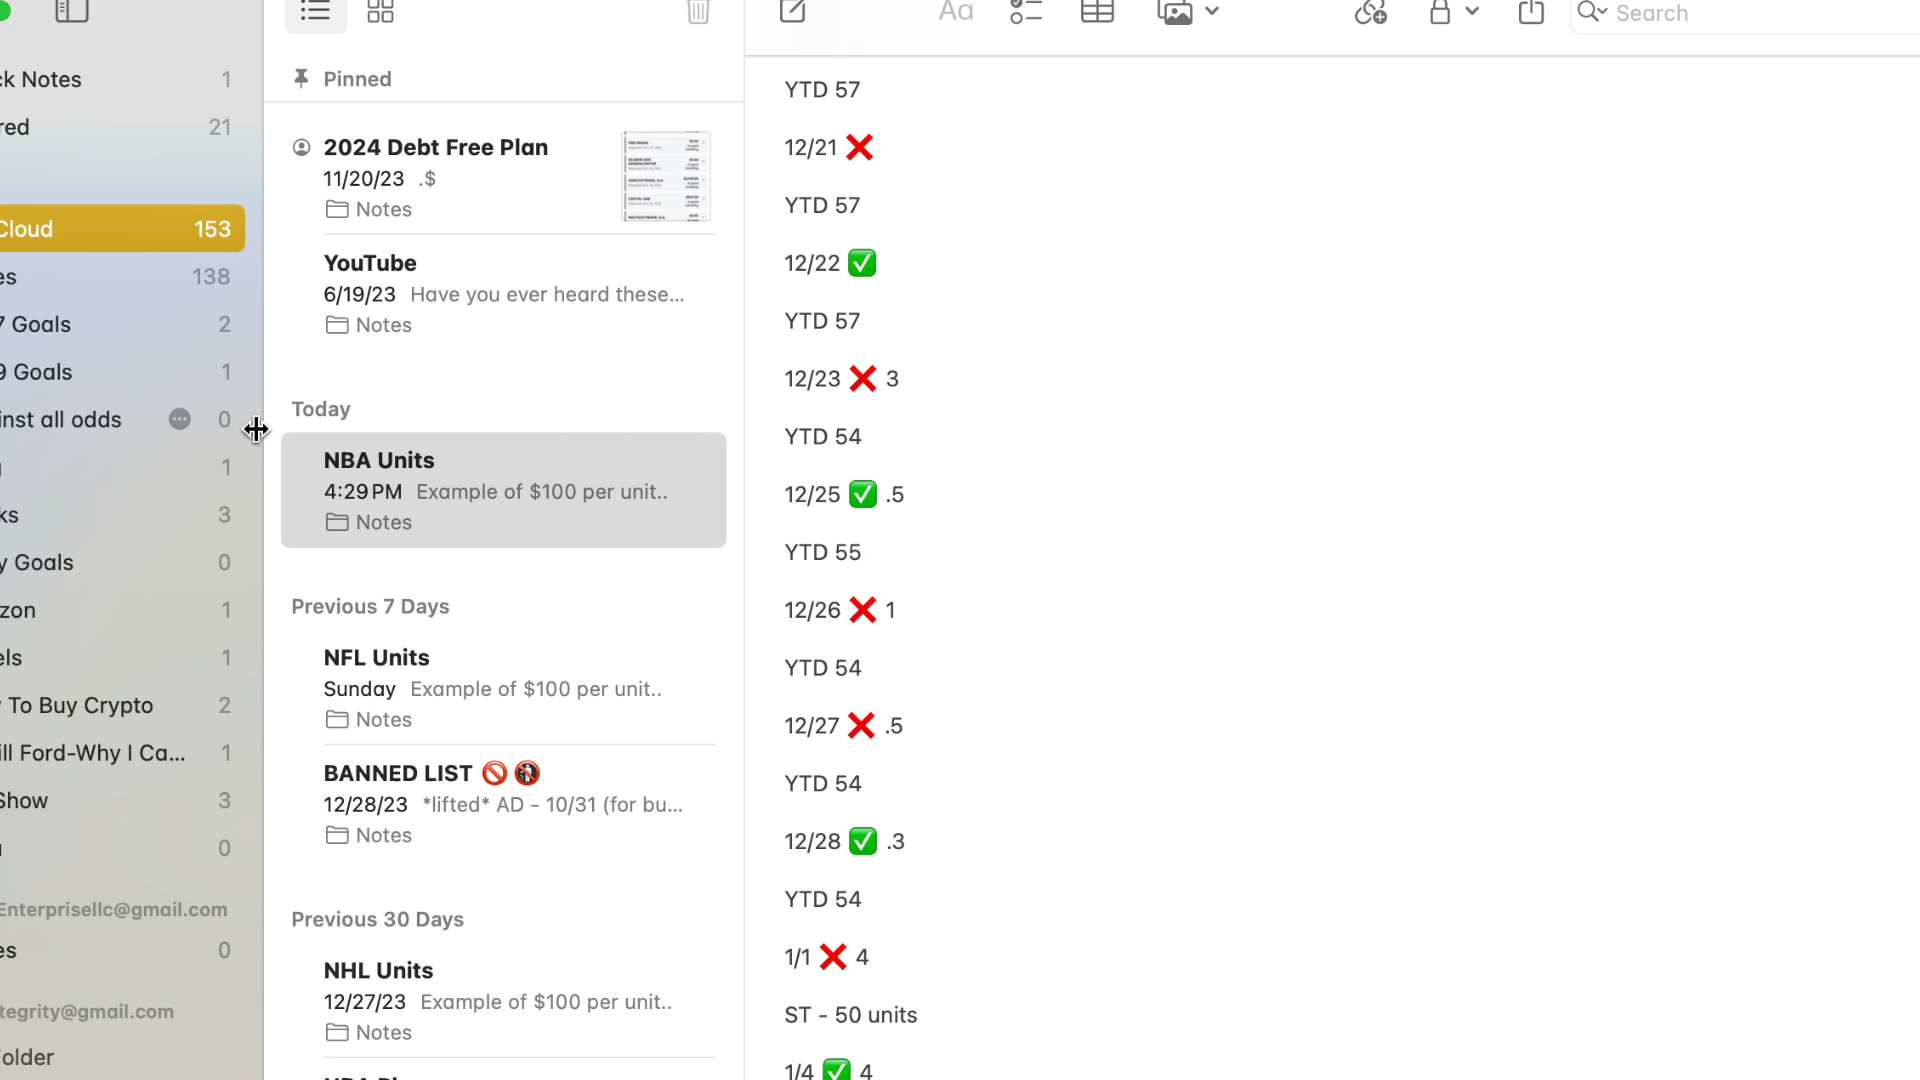 ck Notes 1
red 21
Cloud 153
es 138
7 Goals 2
9 Goals 1
inst all odds 0
1
ks 3
y Goals 0
zon 1
els 1
To Buy Crypto 2
ill Ford-Why I Ca... 1
Show 3
0
Enterprisellc@gmail.com
es 0
tegrity@gmail.com
older
Pinned
2024 Debt Free Plan
11/20/23 .$
Notes
YouTube
6/19/23 Have you ever heard these...
Notes
Today
NBA Units
4:29 PM Example of $100 per unit..
Notes
Previous 7 Days
NFL Units
Sunday Example of $100 per unit..
Notes
BANNED LIST 🚫 🚷
12/28/23 *lifted* AD - 10/31 (for bu...
Notes
Previous 30 Days
NHL Units
12/27/23 Example of $100 per unit..
Notes
Aa
Search
YTD 57
12/21 ❌
YTD 57
12/22 ✅
YTD 57
12/23 ❌ 3
YTD 54
12/25 ✅ .5
YTD 55
12/26 ❌ 1
YTD 54
12/27 ❌ .5
YTD 54
12/28 ✅ .3
YTD 54
1/1 ❌ 4
ST - 50 units
1/4 ✅ 4